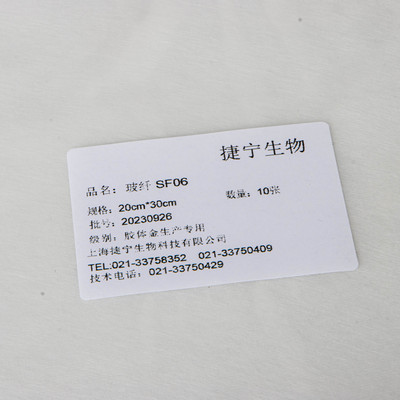 捷宁生物
品名: 玻纤 SF06
规格: 20cm*30cm 数量: 10张
批号: 20230926
级别: 胶体金生产专用
上海捷宁生物科技有限公司
TEL:021-33758352 021-33750409
技术电话: 021-33750429